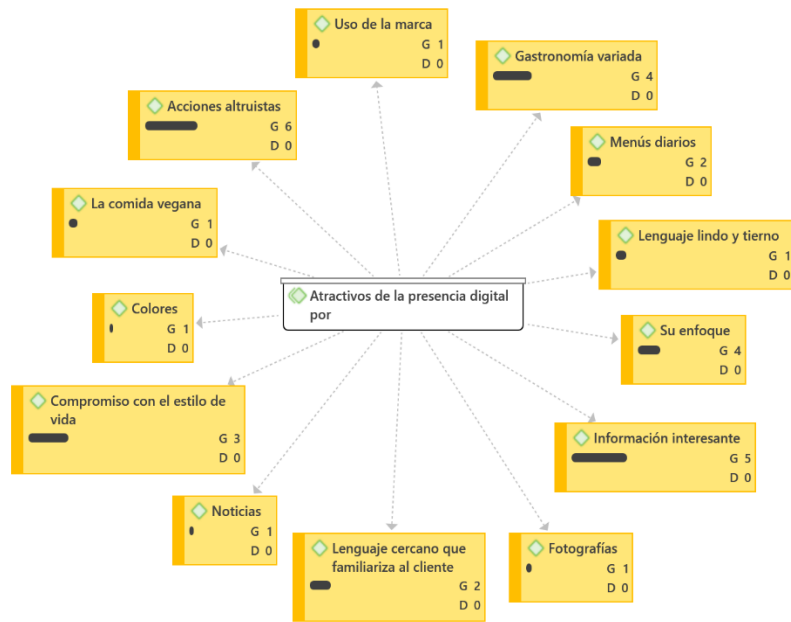 Uso de la marca
G 1
D 0
Gastronomía variada
G 4
D 0
Acciones altruistas
G 6
D 0
Menús diarios
G 2
D 0
La comida vegana
G 1
D 0
Lenguaje lindo y tierno
G 1
D 0
Atractivos de la presencia digital
por
Colores
G 1
D 0
Su enfoque
G 4
D 0
Compromiso con el estilo de
vida
G 3
D 0
Información interesante
G 5
D 0
Noticias
G 1
D 0
Lenguaje cercano que
familiariza al cliente
G 2
D 0
Fotografías
G 1
D 0